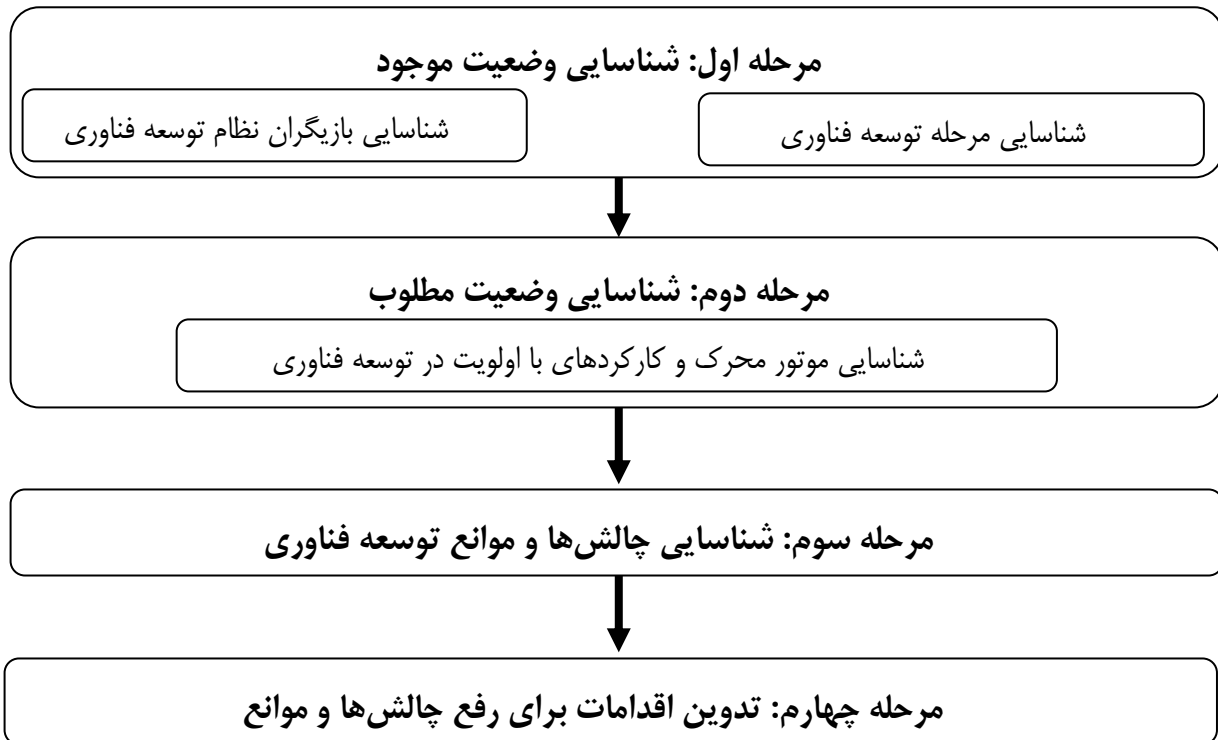 مرحله اول: شناسایی وضعیت موجود
شناسایی مرحله توسعه فناوری
شناسایی بازیگران نظام توسعه فناوری
مرحله دوم: شناسایی وضعیت مطلوب
شناسایی موتور محرک و کارکردهای با اولویت در توسعه فناوری
مرحله سوم: شناسایی چالش‌ها و موانع توسعه فناوری
مرحله چهارم: تدوین اقدامات برای رفع چالش‌ها و موانع